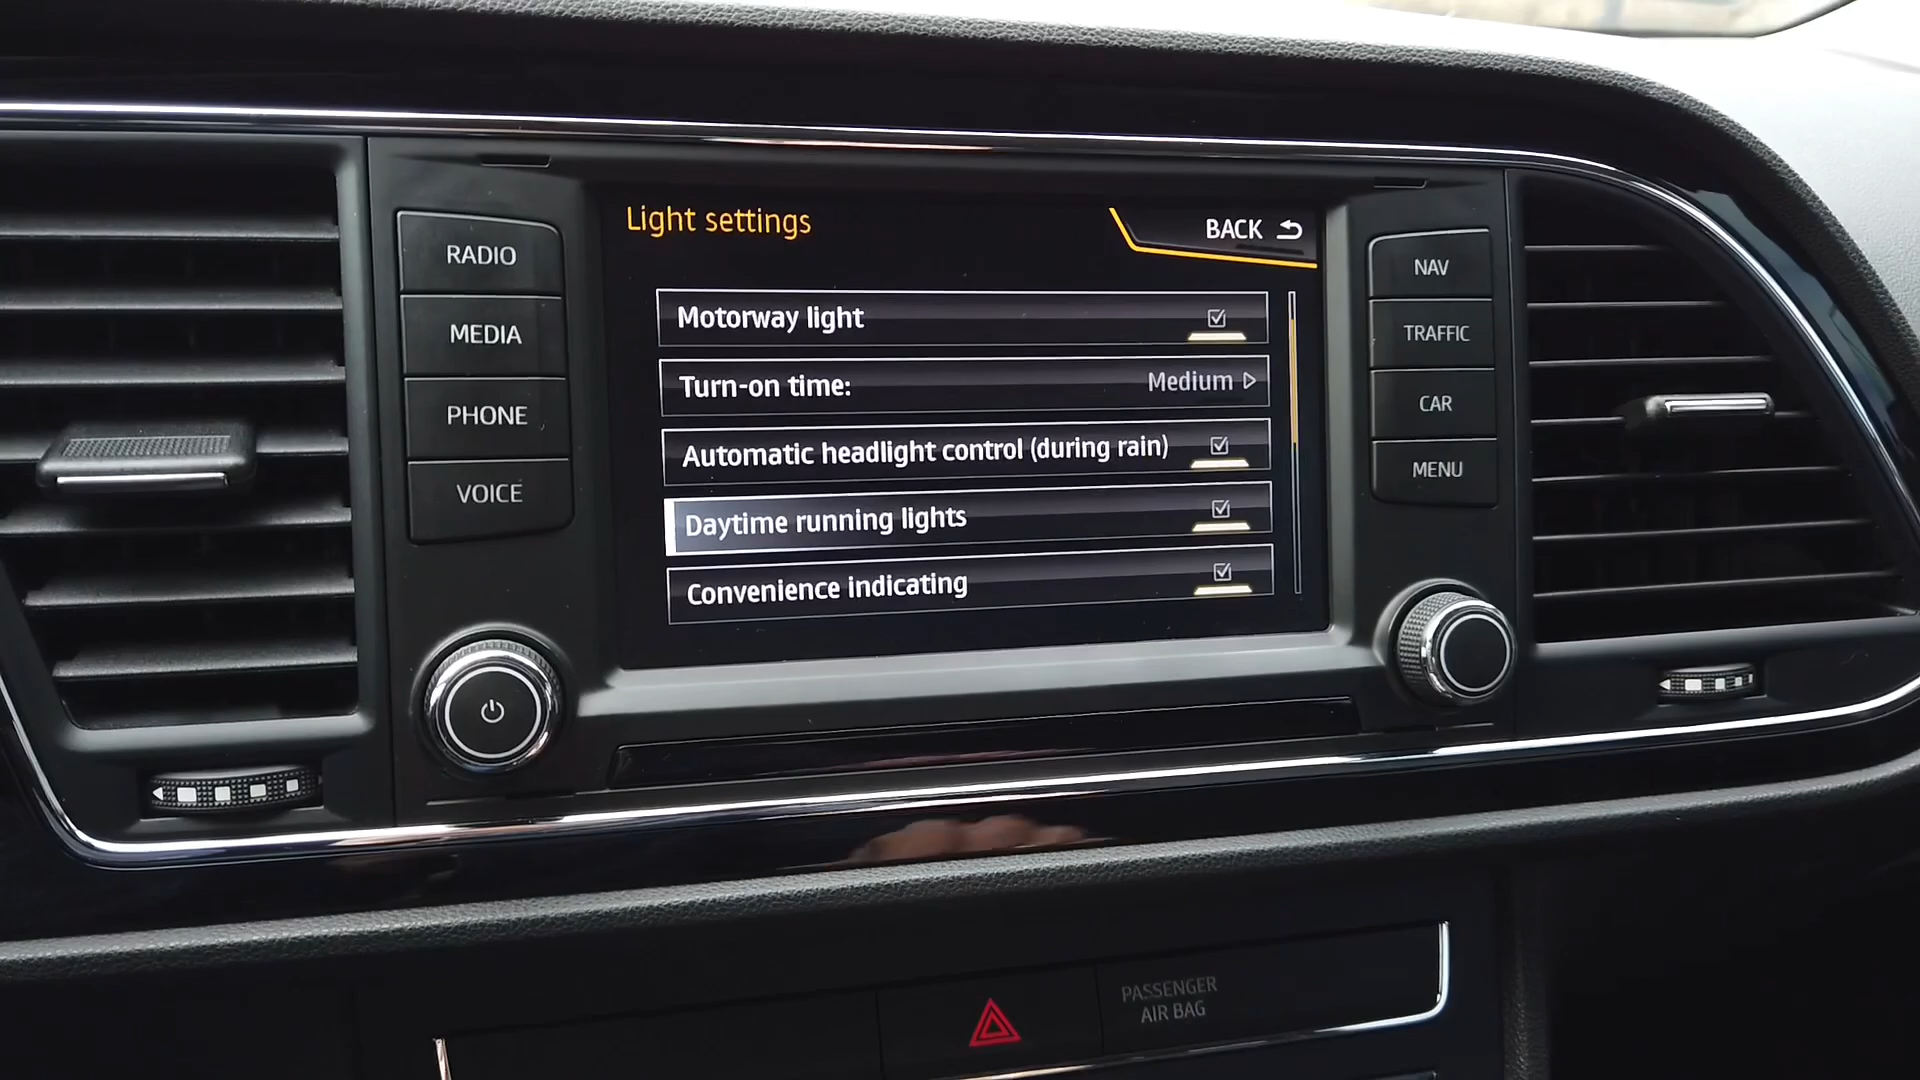 Light settings
BACK
RADIO
MEDIA
PHONE
VOICE
Motorway light
Turn-on time: Medium
Automatic headlight control (during rain)
Daytime running lights
Convenience indicating
NAV
TRAFFIC
CAR
MENU
PASSENGER
AIR BAG